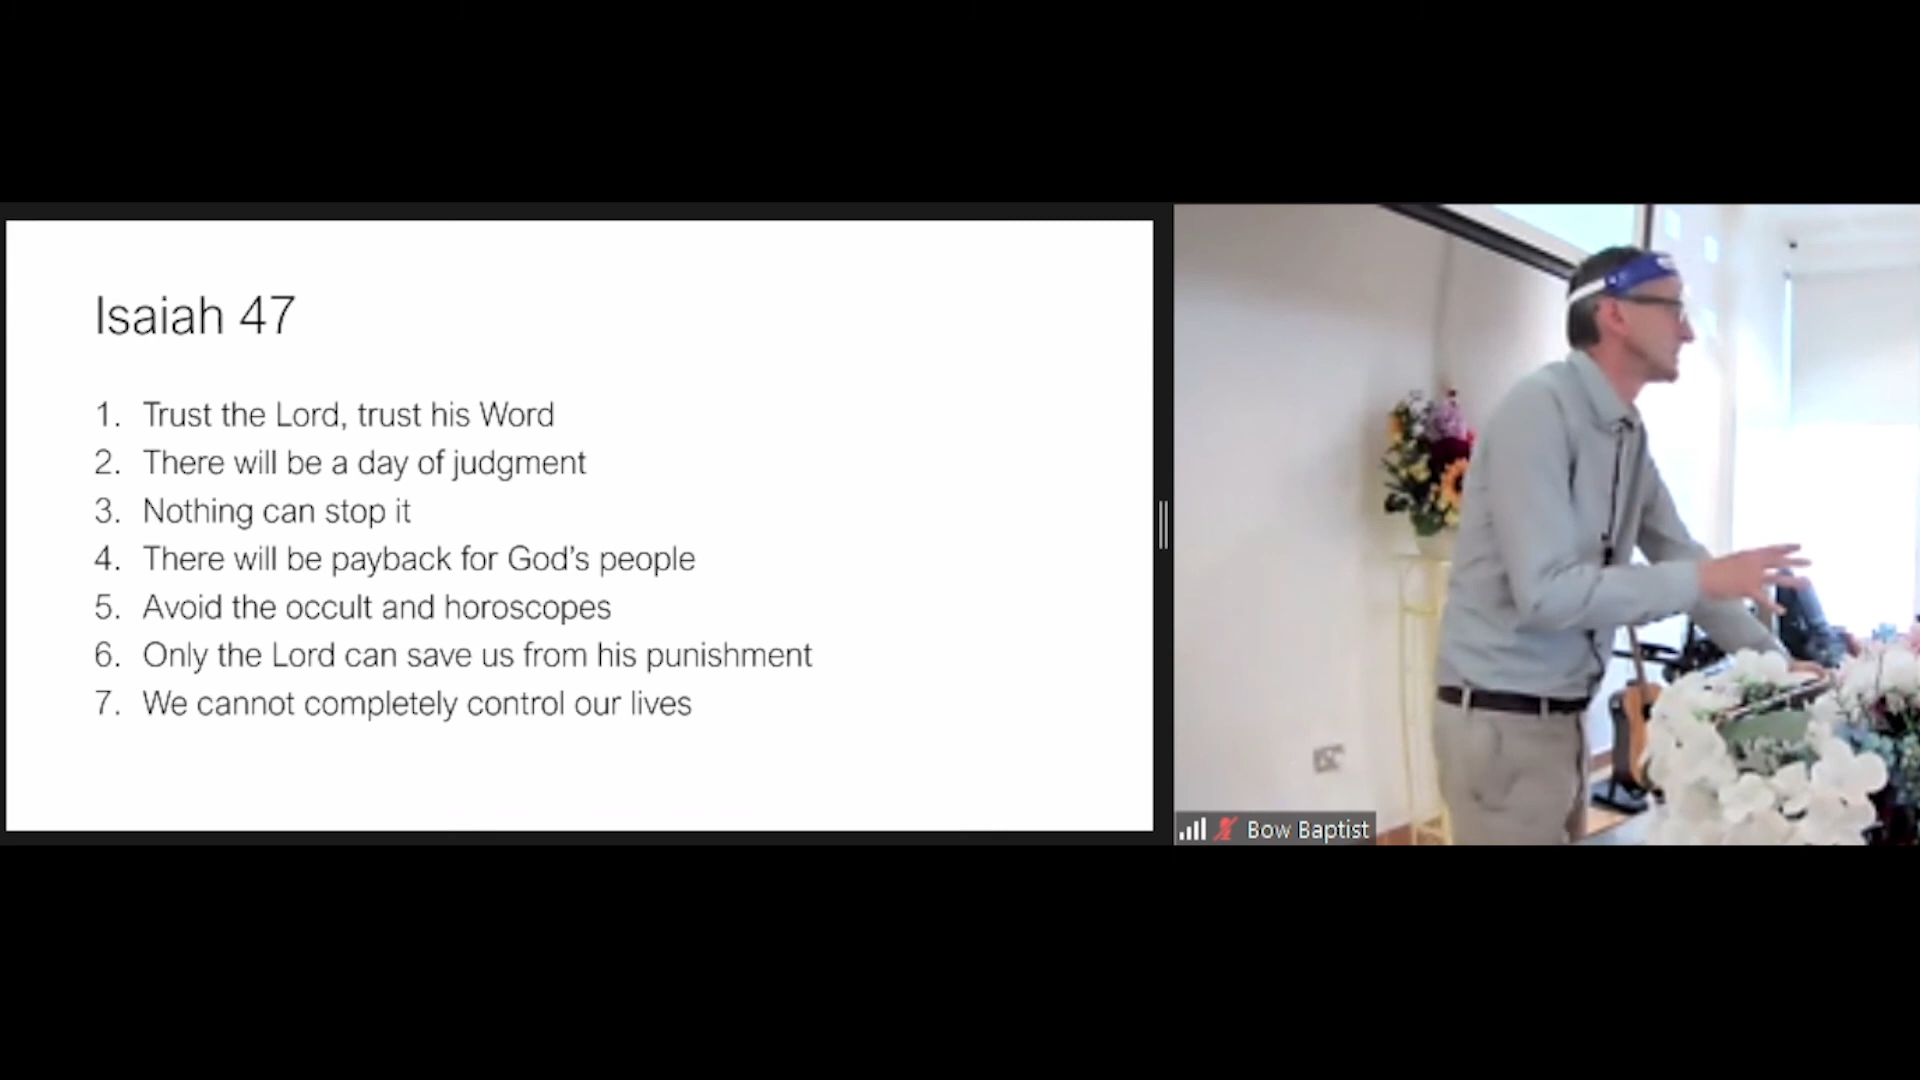 Isaiah 47
1. Trust the Lord, trust his Word
2. There will be a day of judgment
3. Nothing can stop it
4. There will be payback for God's people
5. Avoid the occult and horoscopes
6. Only the Lord can save us from his punishment
7. We cannot completely control our lives
Bow Baptist